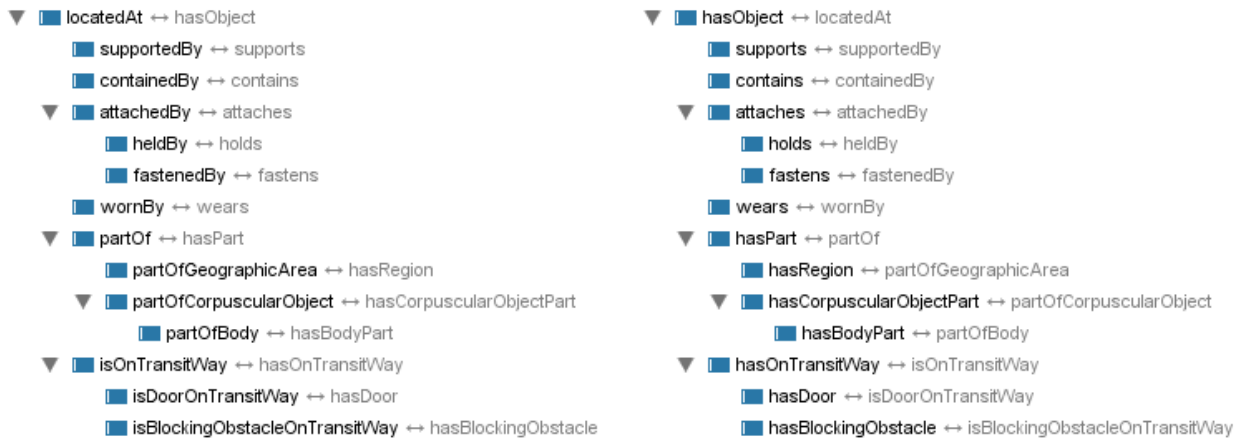 locatedAt ↔ hasObject
supportedBy ↔ supports
containedBy ↔ contains
attachedBy ↔ attaches
heldBy ↔ holds
fastenedBy ↔ fastens
wornBy ↔ wears
partOf ↔ hasPart
partOfGeographicArea ↔ hasRegion
partOfCorpuscularObject ↔ hasCorpuscularObjectPart
partOfBody ↔ hasBodyPart
isOnTransitWay ↔ hasOnTransitWay
isDoorOnTransitWay ↔ hasDoor
isBlockingObstacleOnTransitWay ↔ hasBlockingObstacle
hasObject ↔ locatedAt
supports ↔ supportedBy
contains ↔ containedBy
attaches ↔ attachedBy
holds ↔ heldBy
fastens ↔ fastenedBy
wears ↔ wornBy
hasPart ↔ partOf
hasRegion ↔ partOfGeographicArea
hasCorpuscularObjectPart ↔ partOfCorpuscularObject
hasBodyPart ↔ partOfBody
hasOnTransitWay ↔ isOnTransitWay
hasDoor ↔ isDoorOnTransitWay
hasBlockingObstacle ↔ isBlockingObstacleOnTransitWay